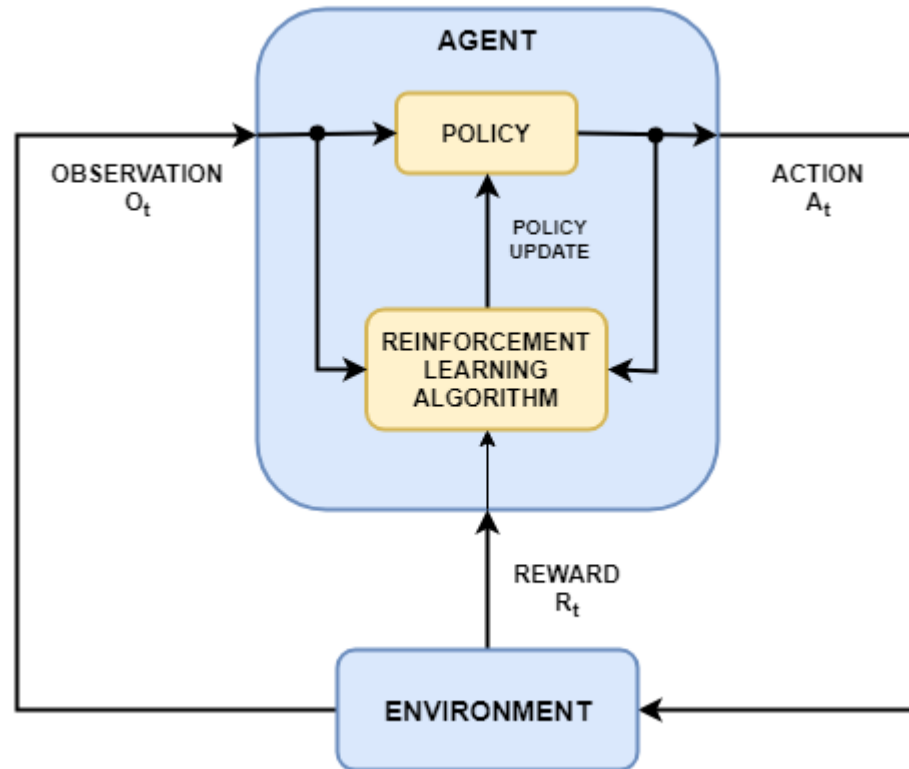 AGENT
POLICY
OBSERVATION
Oₜ
ACTION
Aₜ
POLICY
UPDATE
REINFORCEMENT
LEARNING
ALGORITHM
REWARD
Rₜ
ENVIRONMENT